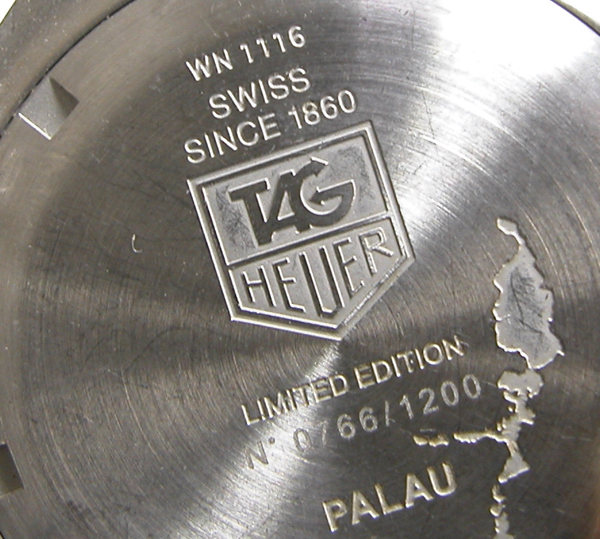 WN 1116
SWISS
SINCE 1860
TAG
HEUER
LIMITED EDITION
N° 0766/1200
PALAU